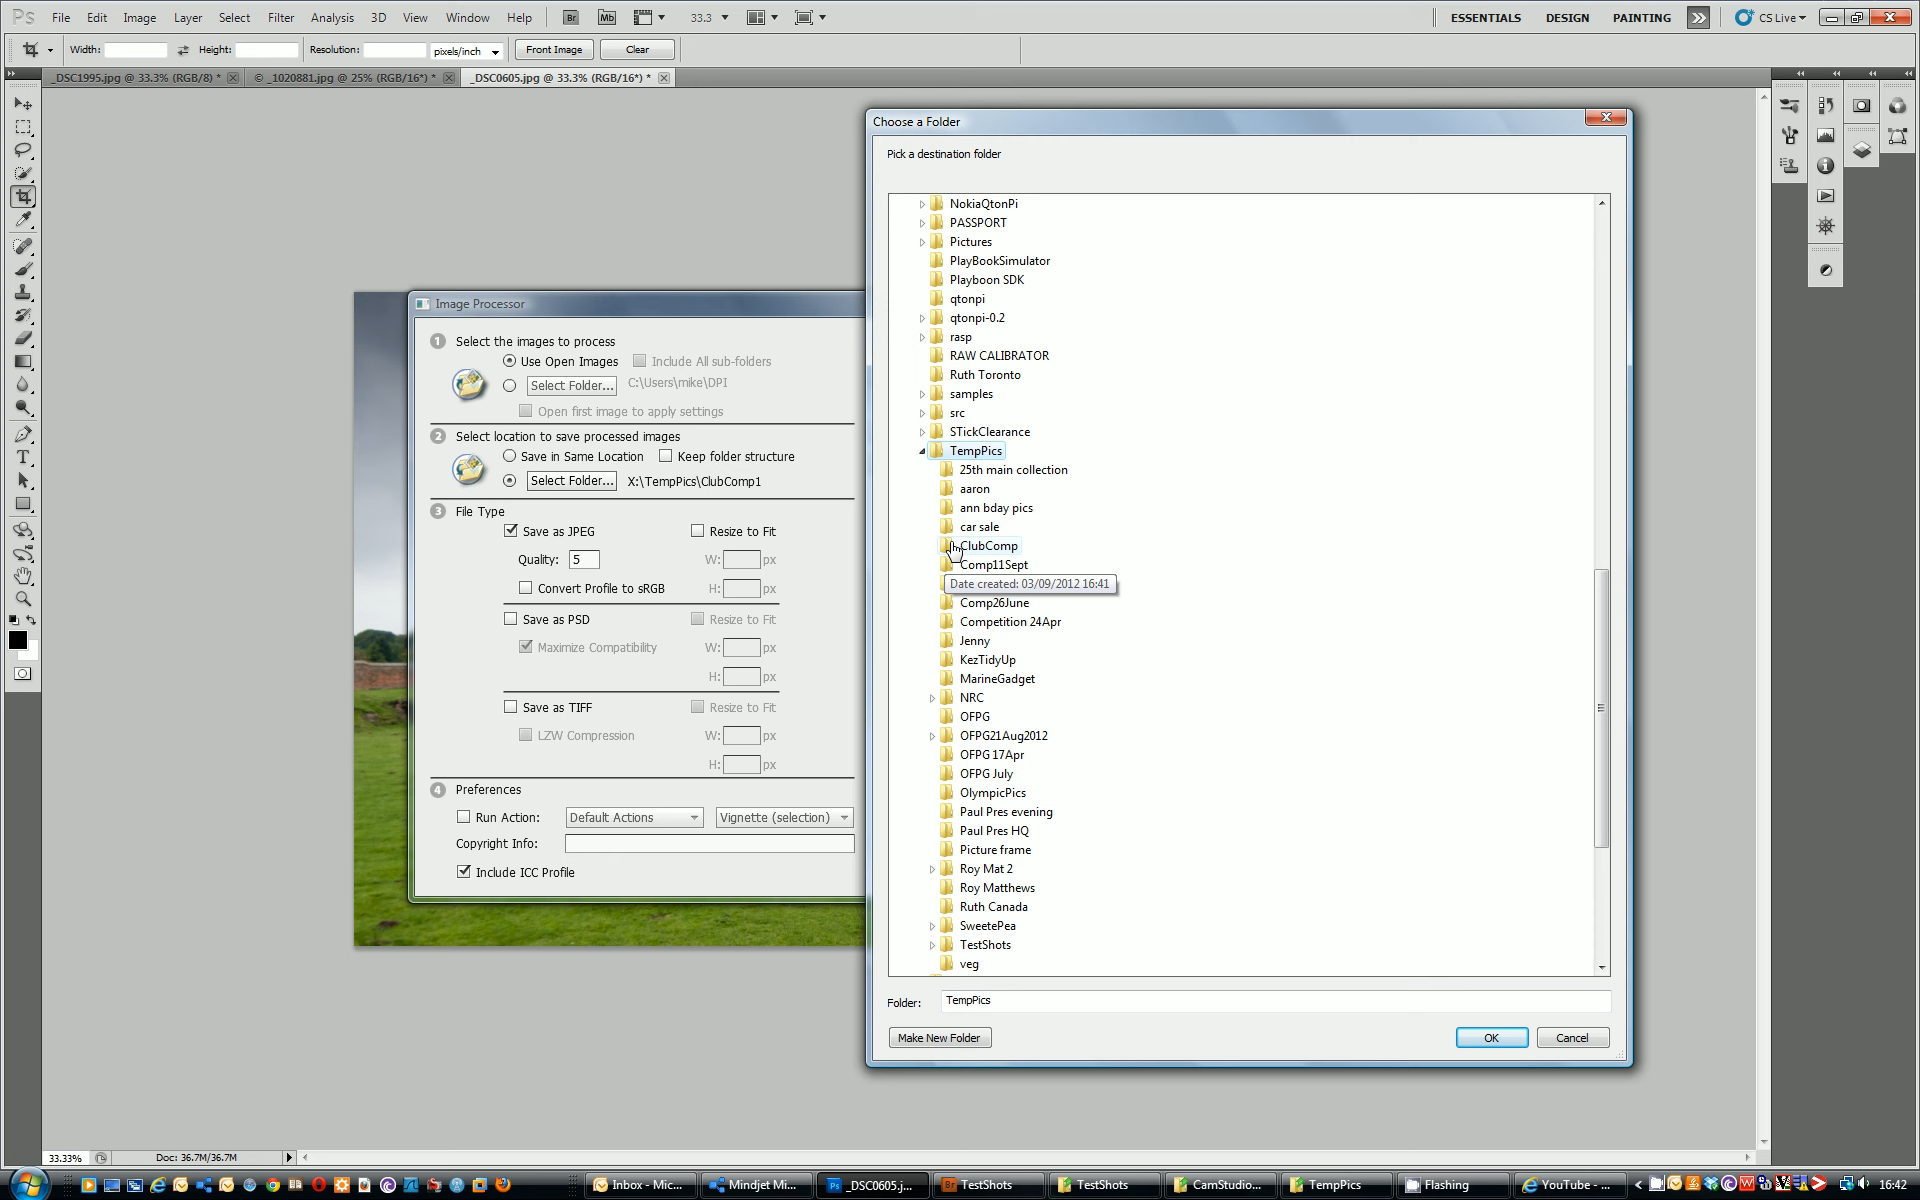 Ps File Edit Image Layer Select Filter Analysis 3D View Window Help Br Mb 33.3 ESSENTIALS DESIGN PAINTING CS Live
Width: Height: Resolution: pixels/inch Front Image Clear
_DSC1995.jpg @ 33.3% (RGB/8) * © _1020881.jpg @ 25% (RGB/16*) * _DSC0605.jpg @ 33.3% (RGB/16*) *
Choose a Folder
Pick a destination folder
NokiaQtonPi
PASSPORT
Pictures
PlayBookSimulator
Playboon SDK
qtonpi
qtonpi-0.2
rasp
RAW CALIBRATOR
Ruth Toronto
samples
src
STickClearance
TempPics
25th main collection
aaron
ann bday pics
car sale
ClubComp
Comp11Sept
Date created: 03/09/2012 16:41
Comp26June
Competition 24Apr
Jenny
KezTidyUp
MarineGadget
NRC
OFPG
OFPG21Aug2012
OFPG 17Apr
OFPG July
OlympicPics
Paul Pres evening
Paul Pres HQ
Picture frame
Roy Mat 2
Roy Matthews
Ruth Canada
SweetePea
TestShots
veg
Folder: TempPics
Make New Folder OK Cancel
Image Processor
1 Select the images to process
Use Open Images Include All sub-folders
Select Folder... C:\Users\mike\DPI
Open first image to apply settings
2 Select location to save processed images
Save in Same Location Keep folder structure
Select Folder... X:\TempPics\ClubComp1
3 File Type
Save as JPEG Resize to Fit
Quality: 5 W: px
Convert Profile to sRGB H: px
Save as PSD Resize to Fit
Maximize Compatibility W: px
H: px
Save as TIFF Resize to Fit
LZW Compression W: px
H: px
4 Preferences
Run Action: Default Actions Vignette (selection)
Copyright Info:
Include ICC Profile
33.33% Doc: 36.7M/36.7M
Inbox - Mic... Mindjet Mi... Ps _DSC0605.j... Br TestShots TestShots CamStudio... TempPics Flashing YouTube - ... 16:42